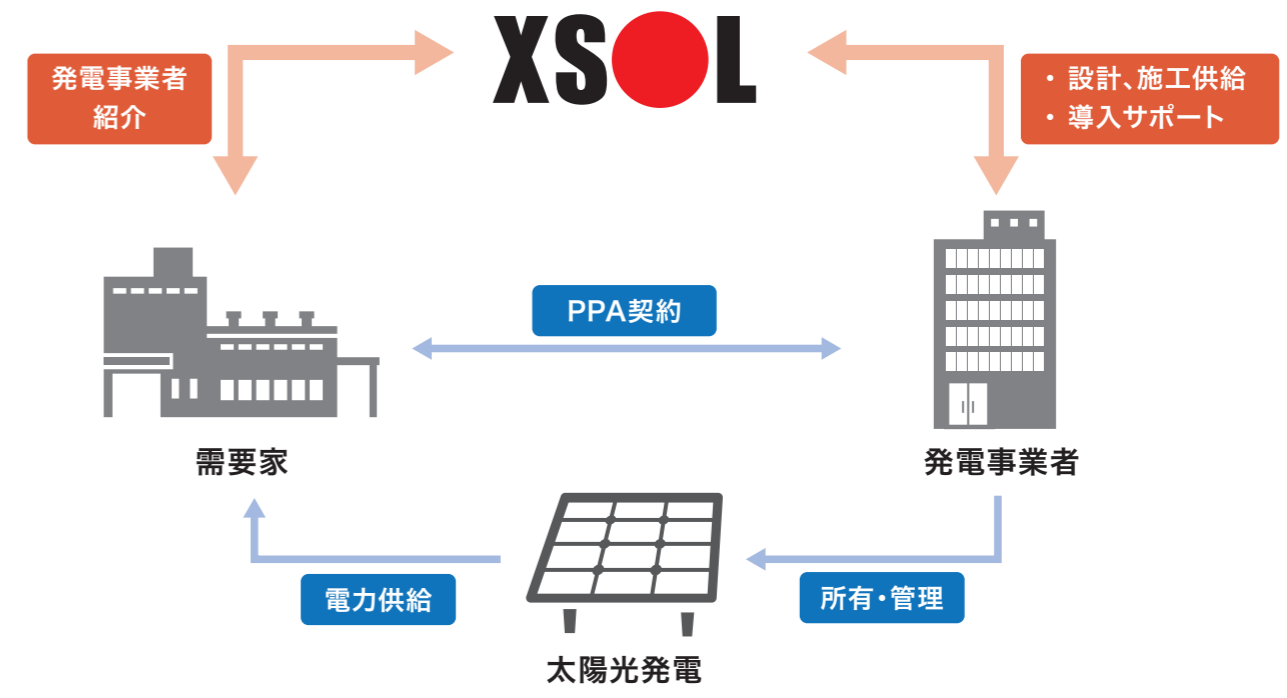 XSOL
発電事業者
紹介
・ 設計、施工供給
・ 導入サポート
PPA契約
需要家
発電事業者
電力供給
所有・管理
太陽光発電